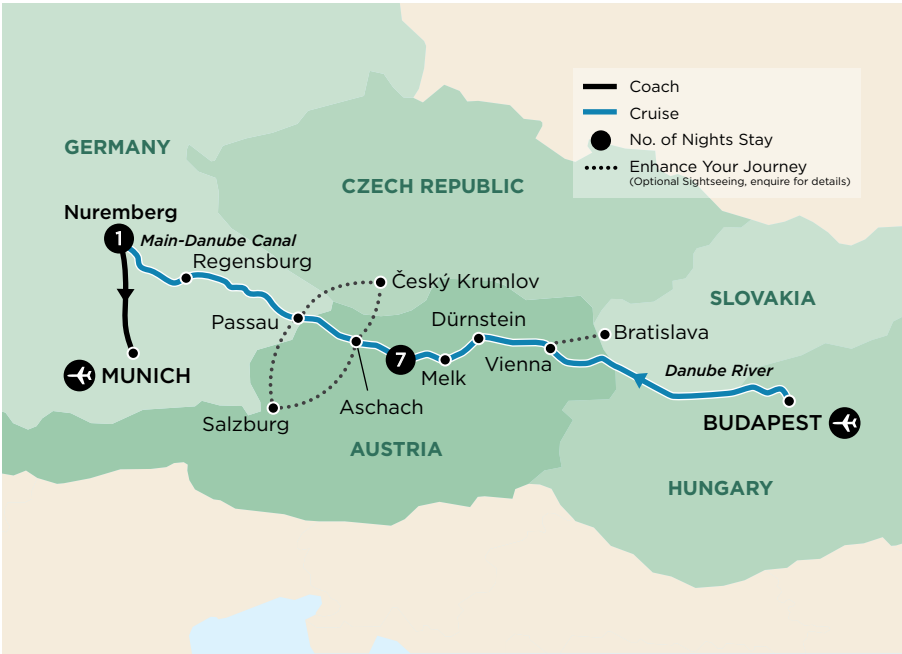 Coach
Cruise
No. of Nights Stay
Enhance Your Journey
(Optional Sightseeing, enquire for details)
GERMANY
CZECH REPUBLIC
Nuremberg
1
Main-Danube Canal
Regensburg
Český Krumlov
SLOVAKIA
Passau
Dürnstein
Bratislava
7
Vienna
Danube River
MUNICH
Melk
Aschach
Salzburg
BUDAPEST
AUSTRIA
HUNGARY